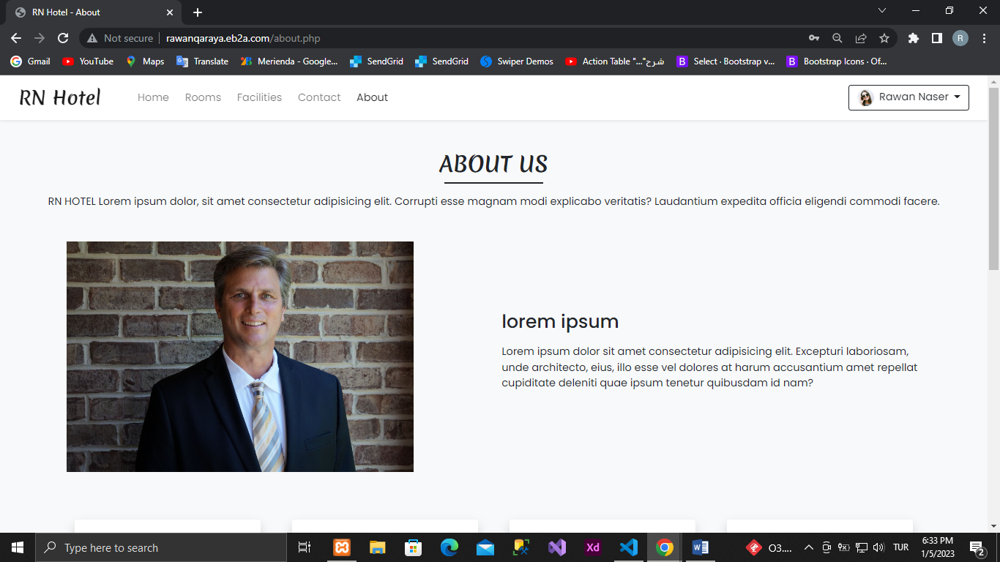 RN Hotel - About
Not secure
rawanqaraya.eb2a.com/about.php
R
Gmail
YouTube
Maps
Translate
Merienda - Google...
SendGrid
SendGrid
Swiper Demos
Action Table "..."شرح
B
Select · Bootstrap v...
B
Bootstrap Icons · Of...
RN Hotel
Home
Rooms
Facilities
Contact
About
Rawan Naser
ABOUT US
RN HOTEL Lorem ipsum dolor, sit amet consectetur adipisicing elit. Corrupti esse magnam modi explicabo veritatis? Laudantium expedita officia eligendi commodi facere.
lorem ipsum
Lorem ipsum dolor sit amet consectetur adipisicing elit. Excepturi laboriosam,
unde architecto, eius, illo esse vel dolores at harum accusantium amet repellat
cupiditate deleniti quae ipsum tenetur quibusdam id nam?
Type here to search
Xd
O3....
TUR
6:33 PM
1/5/2023
2